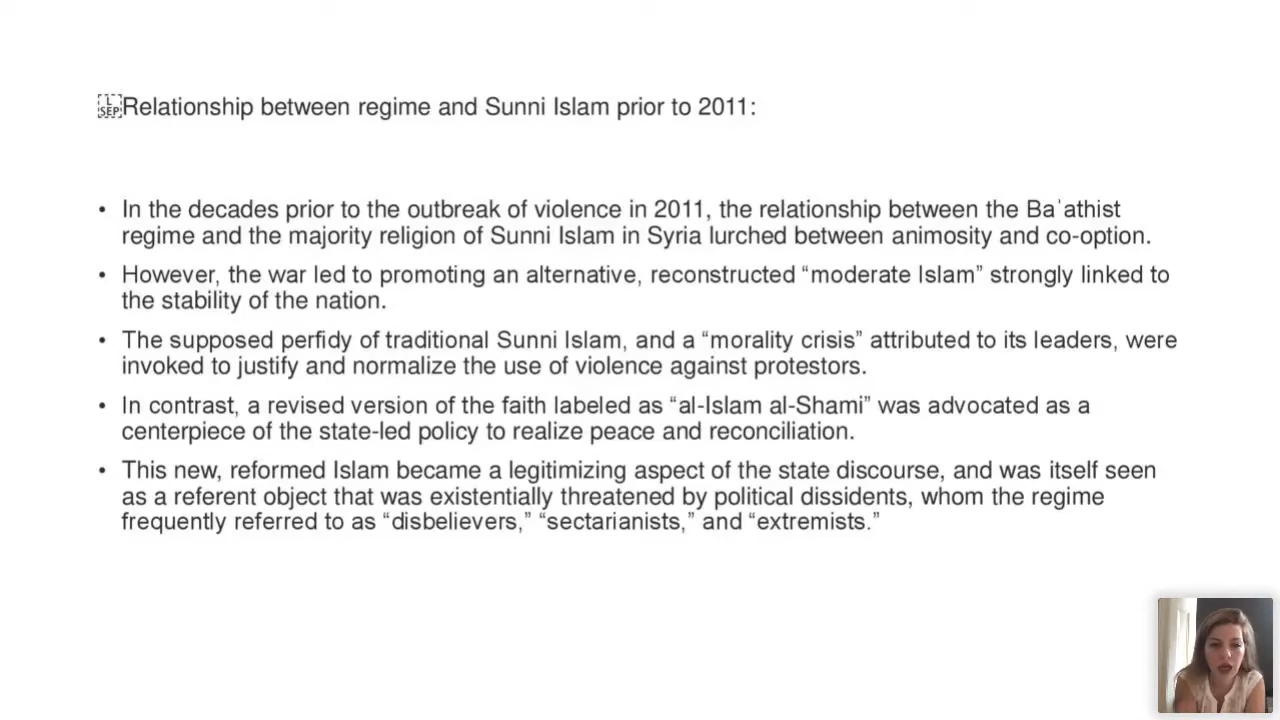 Relationship between regime and Sunni Islam prior to 2011:
• In the decades prior to the outbreak of violence in 2011, the relationship between the Baʿathist
regime and the majority religion of Sunni Islam in Syria lurched between animosity and co-option.
• However, the war led to promoting an alternative, reconstructed “moderate Islam” strongly linked to
the stability of the nation.
• The supposed perfidy of traditional Sunni Islam, and a “morality crisis” attributed to its leaders, were
invoked to justify and normalize the use of violence against protestors.
• In contrast, a revised version of the faith labeled as “al-Islam al-Shami” was advocated as a
centerpiece of the state-led policy to realize peace and reconciliation.
• This new, reformed Islam became a legitimizing aspect of the state discourse, and was itself seen
as a referent object that was existentially threatened by political dissidents, whom the regime
frequently referred to as “disbelievers,” “sectarianists,” and “extremists.”